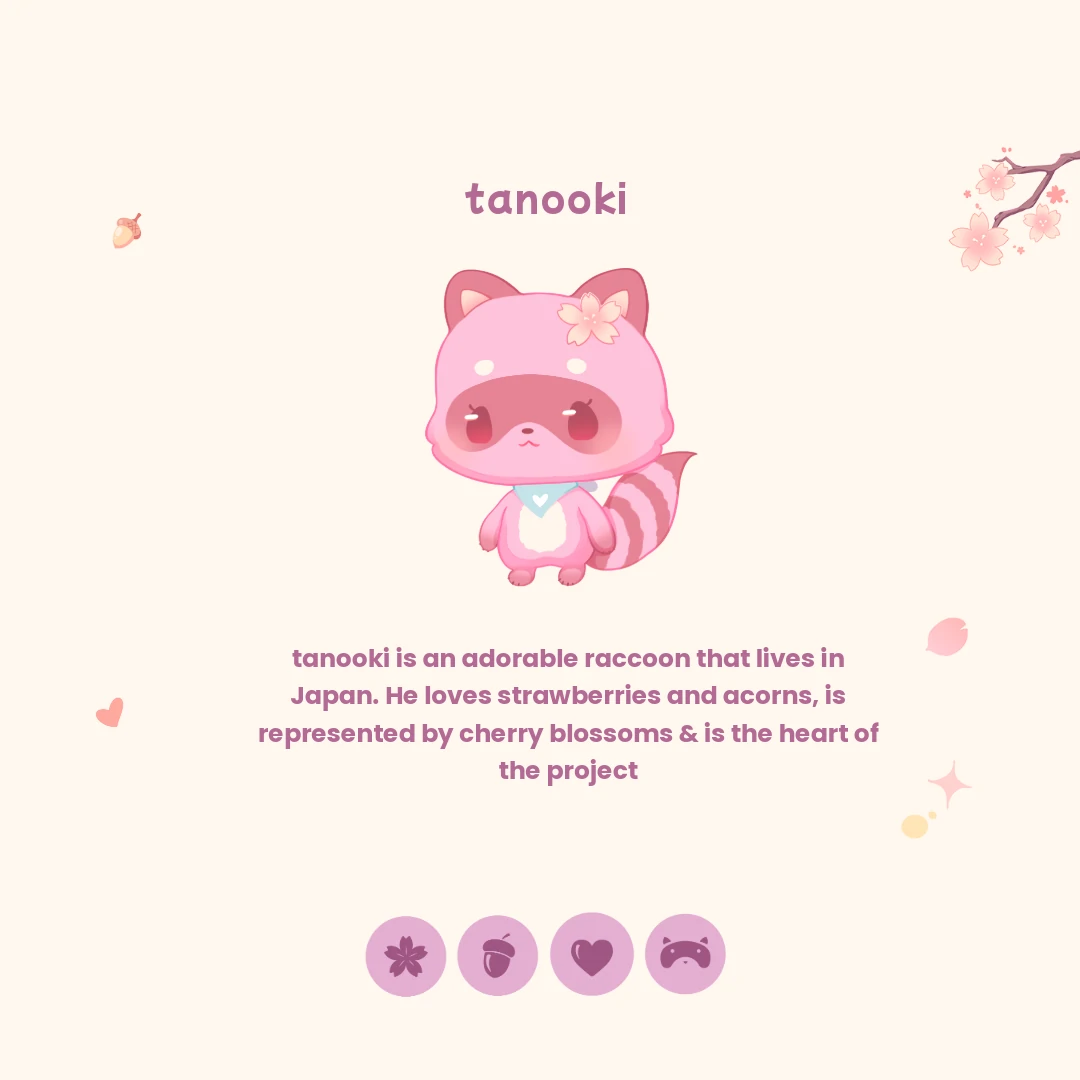 tanooki
tanooki is an adorable raccoon that lives in
Japan. He loves strawberries and acorns, is
represented by cherry blossoms & is the heart of
the project